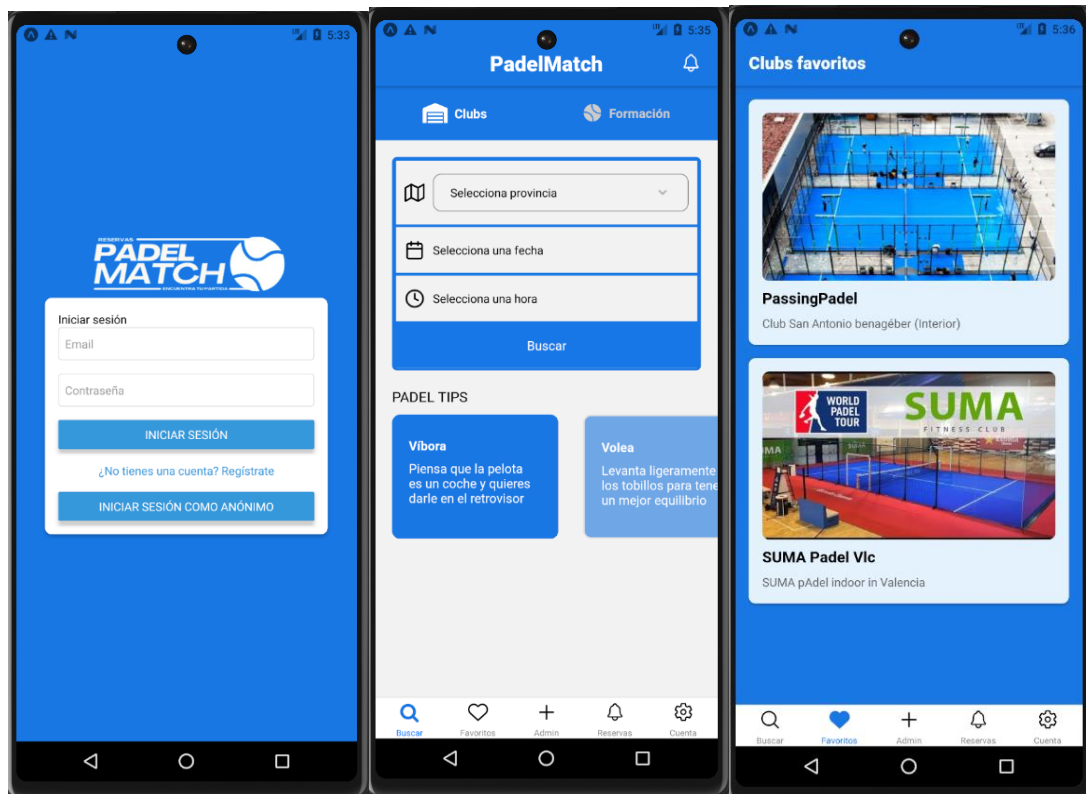 5:33
RESERVAS
PADEL
MATCH
ENCUENTRA TU PARTIDA
Iniciar sesión
Email
Contraseña
INICIAR SESIÓN
¿No tienes una cuenta? Regístrate
INICIAR SESIÓN COMO ANÓNIMO
5:35
PadelMatch
Clubs
Formación
Selecciona provincia
Selecciona una fecha
Selecciona una hora
Buscar
PADEL TIPS
Víbora
Piensa que la pelota
es un coche y quieres
darle en el retrovisor
Volea
Levanta ligeramente
los tobillos para tene
un mejor equilibrio
Buscar
Favoritos
Admin
Reservas
Cuenta
5:36
Clubs favoritos
PassingPadel
Club San Antonio benagéber (Interior)
WORLD
PADEL
TOUR
SUMA
FITNESS CLUB
SUMA Padel Vlc
SUMA pAdel indoor in Valencia
Buscar
Favoritos
Admin
Reservas
Cuenta